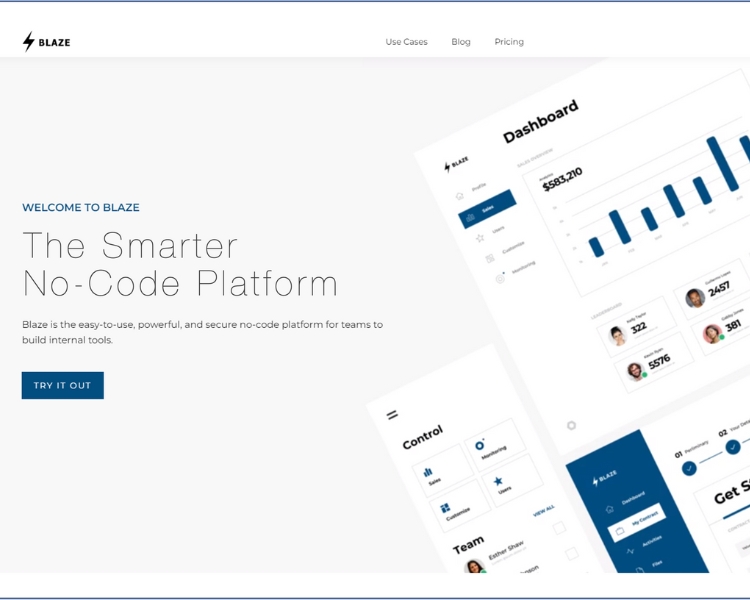 BLAZE
Use Cases
Blog
Pricing
WELCOME TO BLAZE
The Smarter
No-Code Platform
Blaze is the easy-to-use, powerful, and secure no-code platform for teams to
build internal tools.
TRY IT OUT
BLAZE
Dashboard
Profile
Sales
Users
Customize
Monitoring
$583,210
322
2457
5576
381
Control
Sales
Monitoring
Customize
Users
VIEW ALL
Team
Esther Shaw
BLAZE
Dashboard
My Contract
Activities
Files
01
02